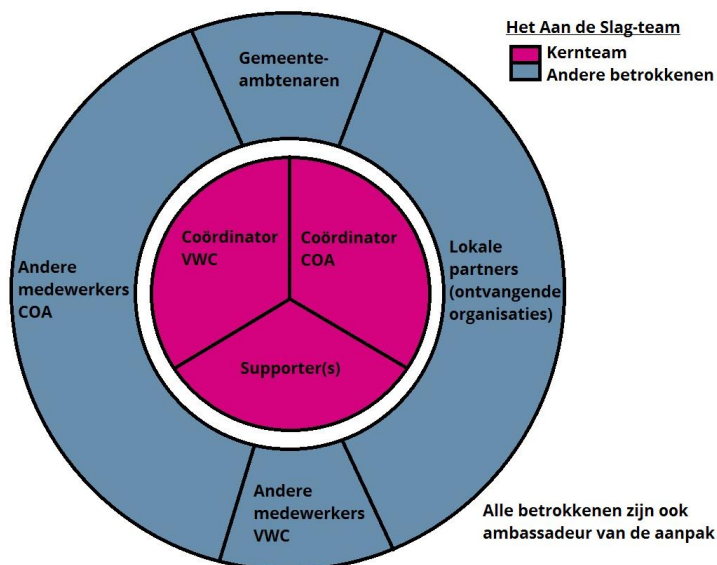 Het Aan de Slag-team
Kernteam
Andere betrokkenen
Gemeente-
ambtenaren
Coördinator
VWC
Coördinator
COA
Andere
medewerkers
COA
Lokale
partners
(ontvangende
organisaties)
Supporter(s)
Andere
medewerkers
VWC
Alle betrokkenen zijn ook
ambassadeur van de aanpak